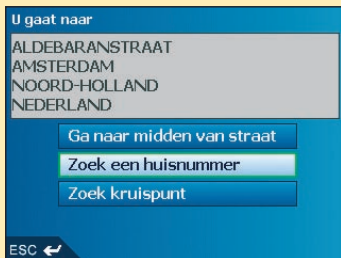 U gaat naar
ALDEBARANSTRAAT
AMSTERDAM
NOORD-HOLLAND
NEDERLAND
Ga naar midden van straat
Zoek een huisnummer
Zoek kruispunt
ESC